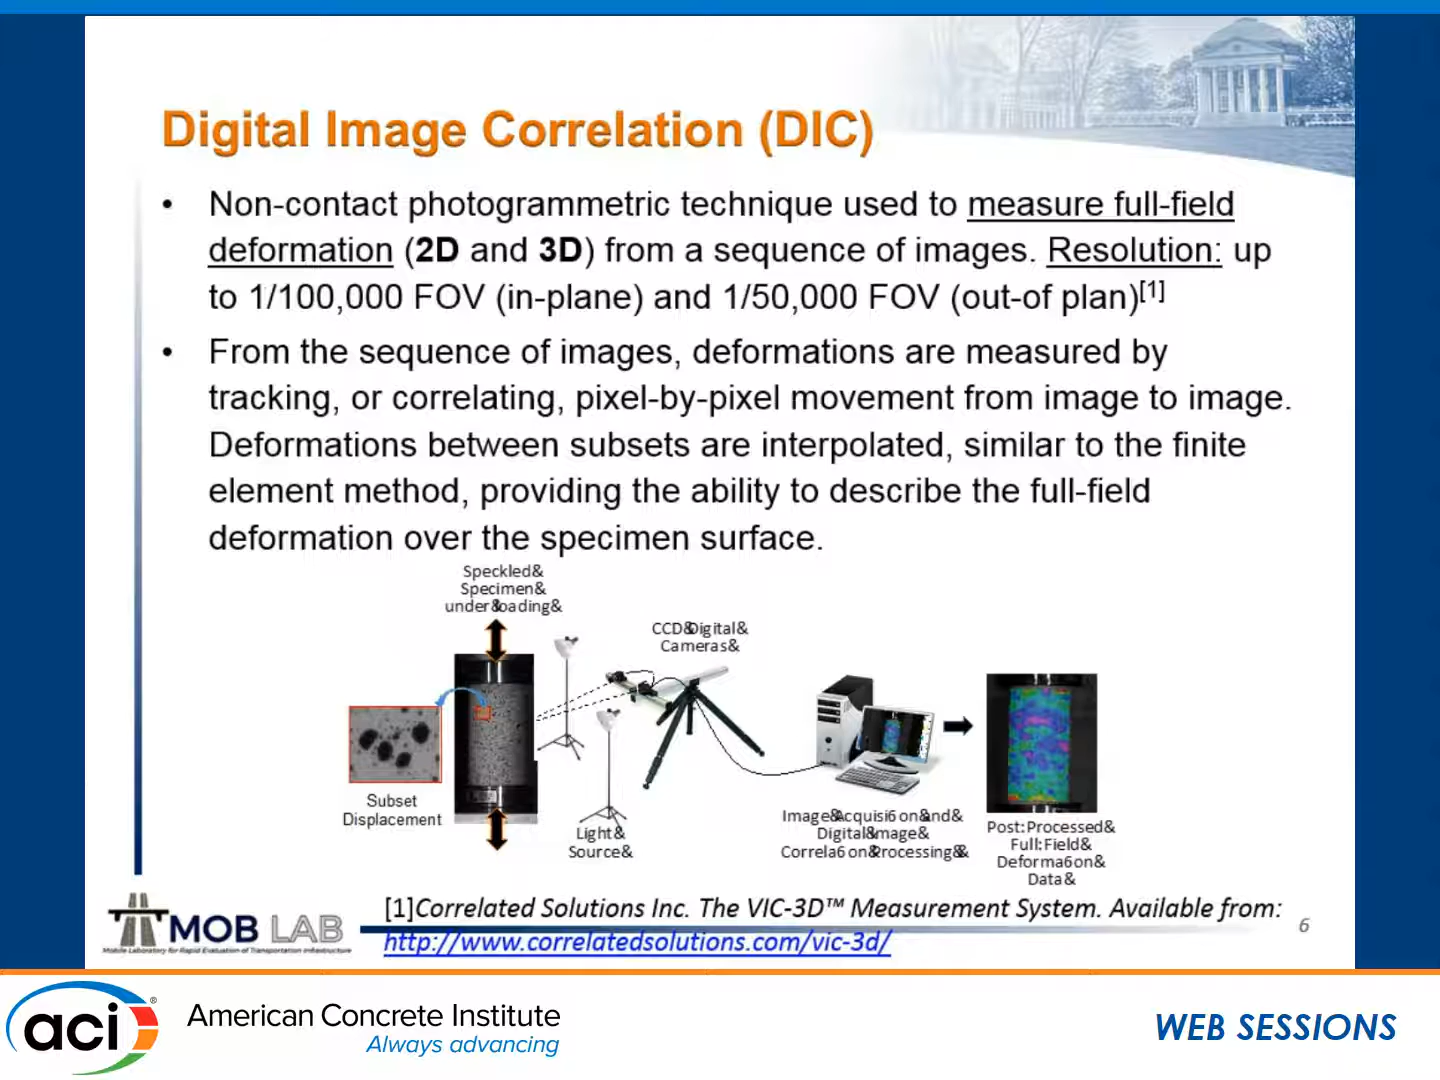 Digital Image Correlation (DIC)
• Non-contact photogrammetric technique used to measure full-field
deformation (2D and 3D) from a sequence of images. Resolution: up
to 1/100,000 FOV (in-plane) and 1/50,000 FOV (out-of plan)[1]
• From the sequence of images, deformations are measured by
tracking, or correlating, pixel-by-pixel movement from image to image.
Deformations between subsets are interpolated, similar to the finite
element method, providing the ability to describe the full-field
deformation over the specimen surface.
Speckled&
Specimen&
under&loading&
CCD&Digital&
Cameras&
Subset
Displacement
Light&
Source&
Image&Acquisi6on&and&
Digital&Image&
Correla6on&Processing&&
Post:Processed&
Full:Field&
Deforma6on&
Data&
MOB LAB
Mobile Laboratory for Rapid Evaluation of Transportation Infrastructure
[1]Correlated Solutions Inc. The VIC-3D™ Measurement System. Available from:
http://www.correlatedsolutions.com/vic-3d/
6
aci®
American Concrete Institute
Always advancing
WEB SESSIONS